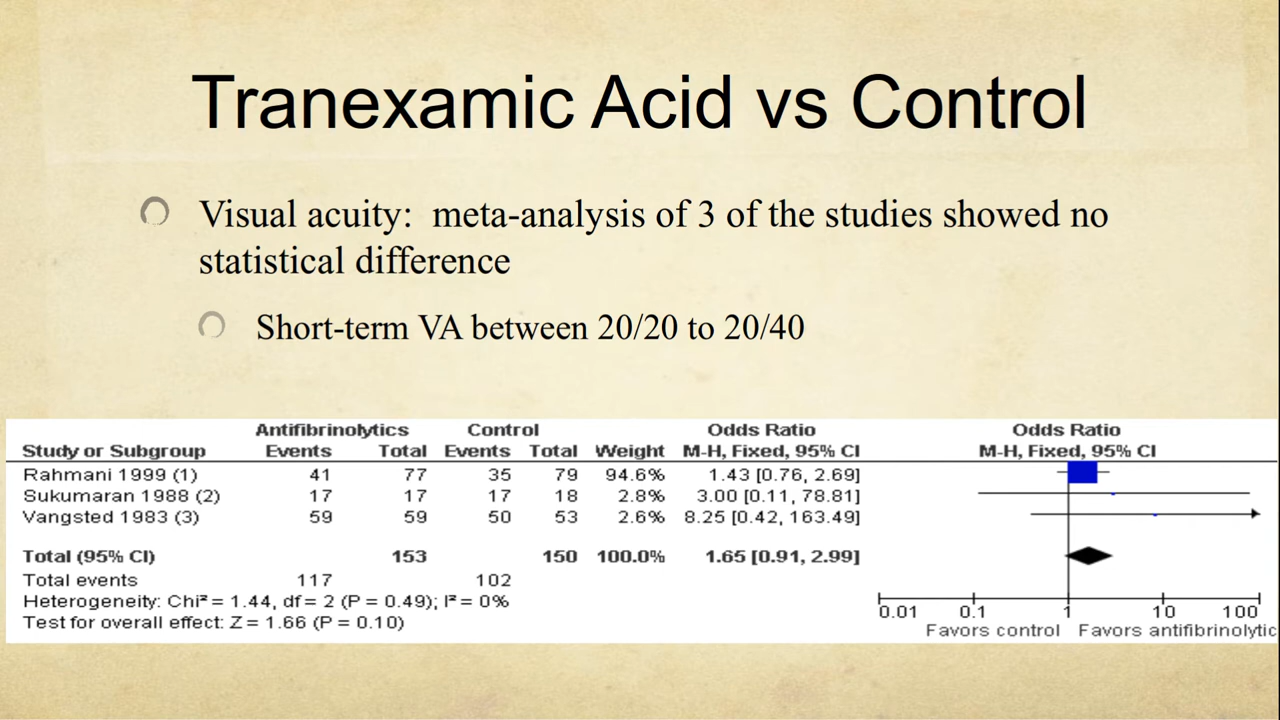 Tranexamic Acid vs Control
Visual acuity:  meta-analysis of 3 of the studies showed no
statistical difference
Short-term VA between 20/20 to 20/40
Antifibrinolytics Control Odds Ratio Odds Ratio
Study or Subgroup Events Total Events Total Weight M-H, Fixed, 95% CI M-H, Fixed, 95% CI
Rahmani 1999 (1) 41 77 35 79 94.6% 1.43 [0.76, 2.69]
Sukumaran 1988 (2) 17 17 17 18 2.8% 3.00 [0.11, 78.81]
Vangsted 1983 (3) 59 59 50 53 2.6% 8.25 [0.42, 163.49]
Total (95% CI) 153 150 100.0% 1.65 [0.91, 2.99]
Total events 117 102
Heterogeneity: Chi² = 1.44, df = 2 (P = 0.49); I² = 0%
Test for overall effect: Z = 1.66 (P = 0.10)
0.01 0.1 1 10 100
Favors control Favors antifibrinolytic